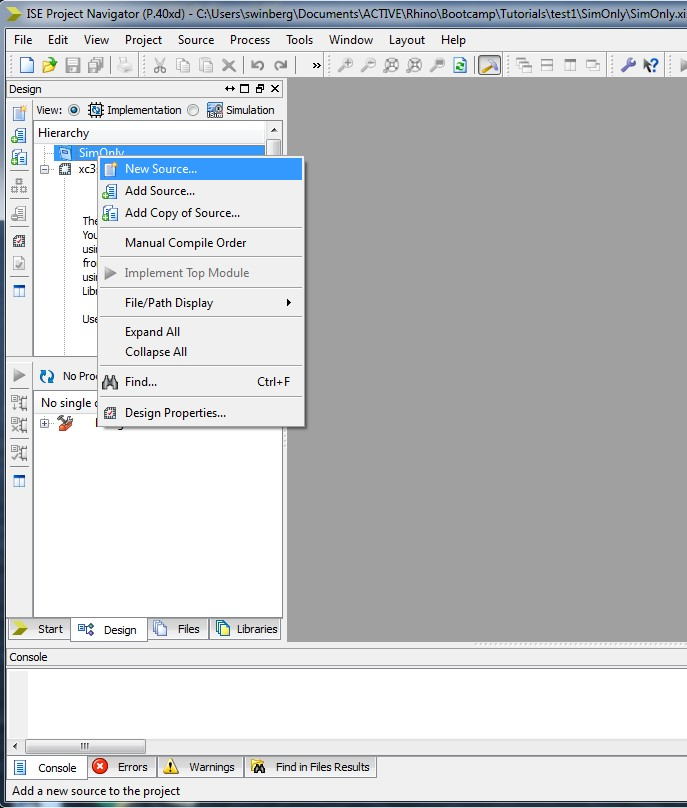 ISE Project Navigator (P.40xd) - C:\Users\swinberg\Documents\ACTIVE\Rhino\Bootcamp\Tutorials\test1\SimOnly\SimOnly.xi
File Edit View Project Source Process Tools Window Layout Help
»
Design
View: Implementation Simulation
Hierarchy
SimOnly
xc3
New Source...
Add Source...
Add Copy of Source...
Manual Compile Order
Implement Top Module
File/Path Display
Expand All
Collapse All
Find... Ctrl+F
Design Properties...
The
You
usin
from
usin
Libr
Use
No Pro
No single
Start Design Files Libraries
Console
Console Errors Warnings Find in Files Results
Add a new source to the project